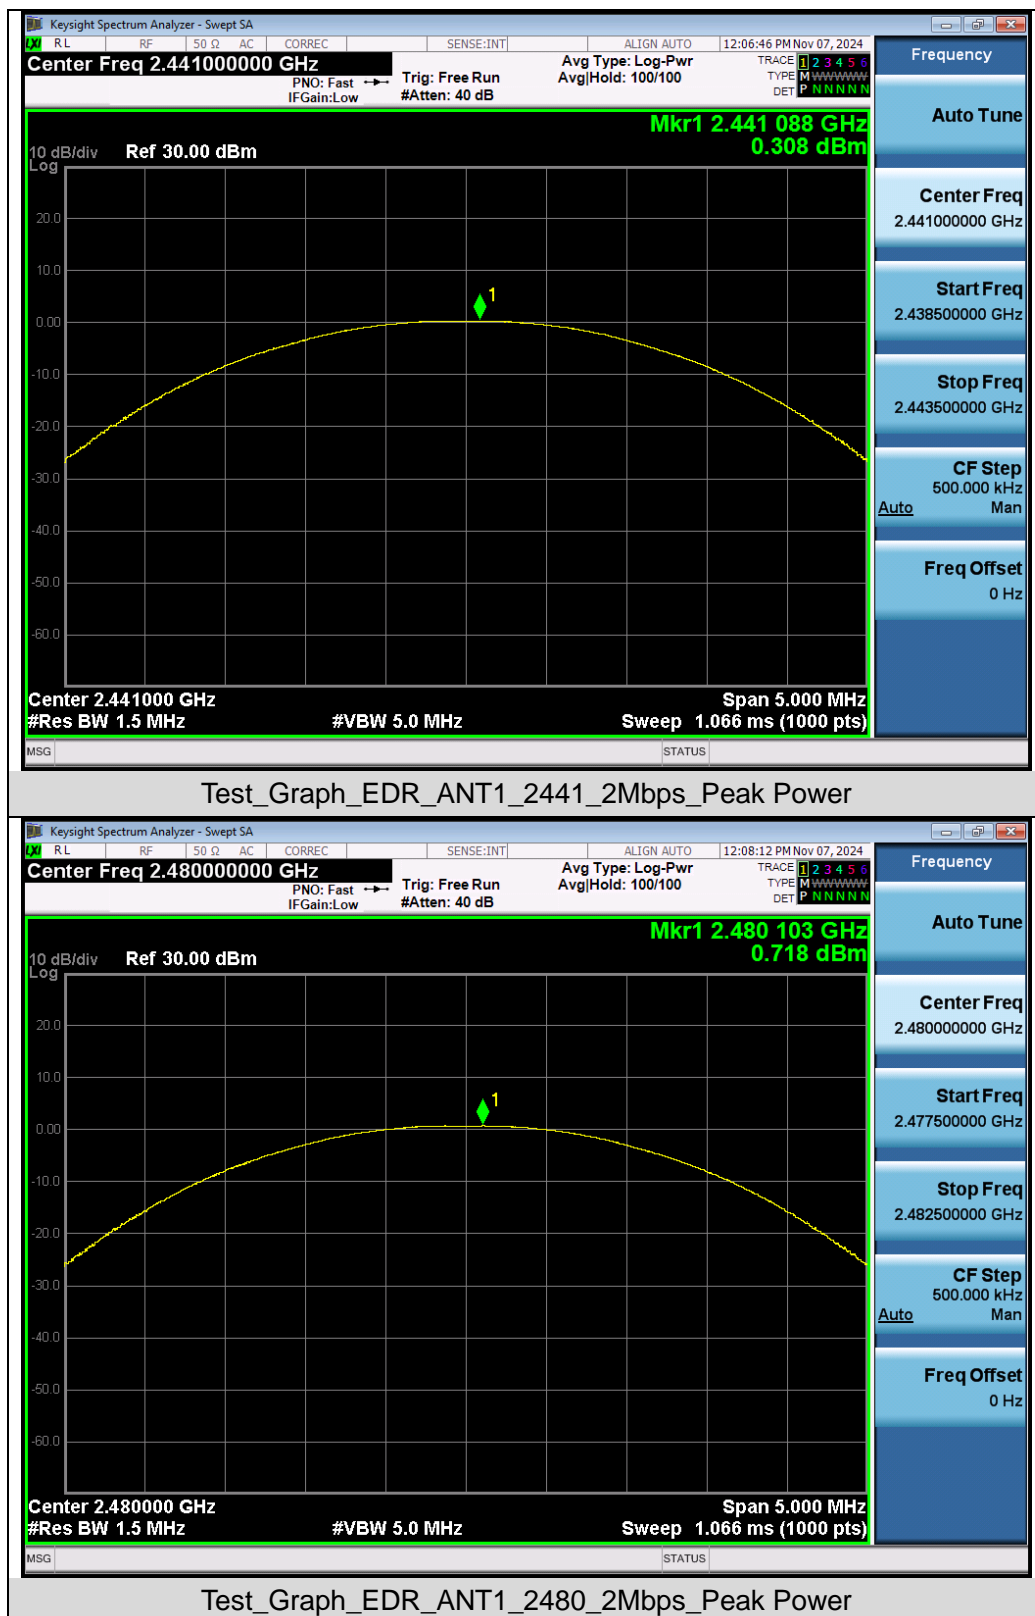 Keysight Spectrum Analyzer - Swept SA
LXI RL RF 50 Ω AC CORREC SENSE:INT ALIGN AUTO 12:06:46 PM Nov 07, 2024
Center Freq 2.441000000 GHz
PNO: Fast
IFGain:Low
Trig: Free Run
#Atten: 40 dB
Avg Type: Log-Pwr
Avg|Hold: 100/100
TRACE 1 2 3 4 5 6
TYPE M WWWWW
DET P N N N N N
Mkr1 2.441 088 GHz
0.308 dBm
10 dB/div Ref 30.00 dBm
Log
20.0
10.0
0.00
-10.0
-20.0
-30.0
-40.0
-50.0
-60.0
1
Center 2.441000 GHz Span 5.000 MHz
#Res BW 1.5 MHz #VBW 5.0 MHz Sweep 1.066 ms (1000 pts)
MSG STATUS
Frequency
Auto Tune
Center Freq
2.441000000 GHz
Start Freq
2.438500000 GHz
Stop Freq
2.443500000 GHz
CF Step
500.000 kHz
Auto Man
Freq Offset
0 Hz
Test_Graph_EDR_ANT1_2441_2Mbps_Peak Power
Keysight Spectrum Analyzer - Swept SA
LXI RL RF 50 Ω AC CORREC SENSE:INT ALIGN AUTO 12:08:12 PM Nov 07, 2024
Center Freq 2.480000000 GHz
PNO: Fast
IFGain:Low
Trig: Free Run
#Atten: 40 dB
Avg Type: Log-Pwr
Avg|Hold: 100/100
TRACE 1 2 3 4 5 6
TYPE M WWWWW
DET P N N N N N
Mkr1 2.480 103 GHz
0.718 dBm
10 dB/div Ref 30.00 dBm
Log
20.0
10.0
0.00
-10.0
-20.0
-30.0
-40.0
-50.0
-60.0
1
Center 2.480000 GHz Span 5.000 MHz
#Res BW 1.5 MHz #VBW 5.0 MHz Sweep 1.066 ms (1000 pts)
MSG STATUS
Frequency
Auto Tune
Center Freq
2.480000000 GHz
Start Freq
2.477500000 GHz
Stop Freq
2.482500000 GHz
CF Step
500.000 kHz
Auto Man
Freq Offset
0 Hz
Test_Graph_EDR_ANT1_2480_2Mbps_Peak Power